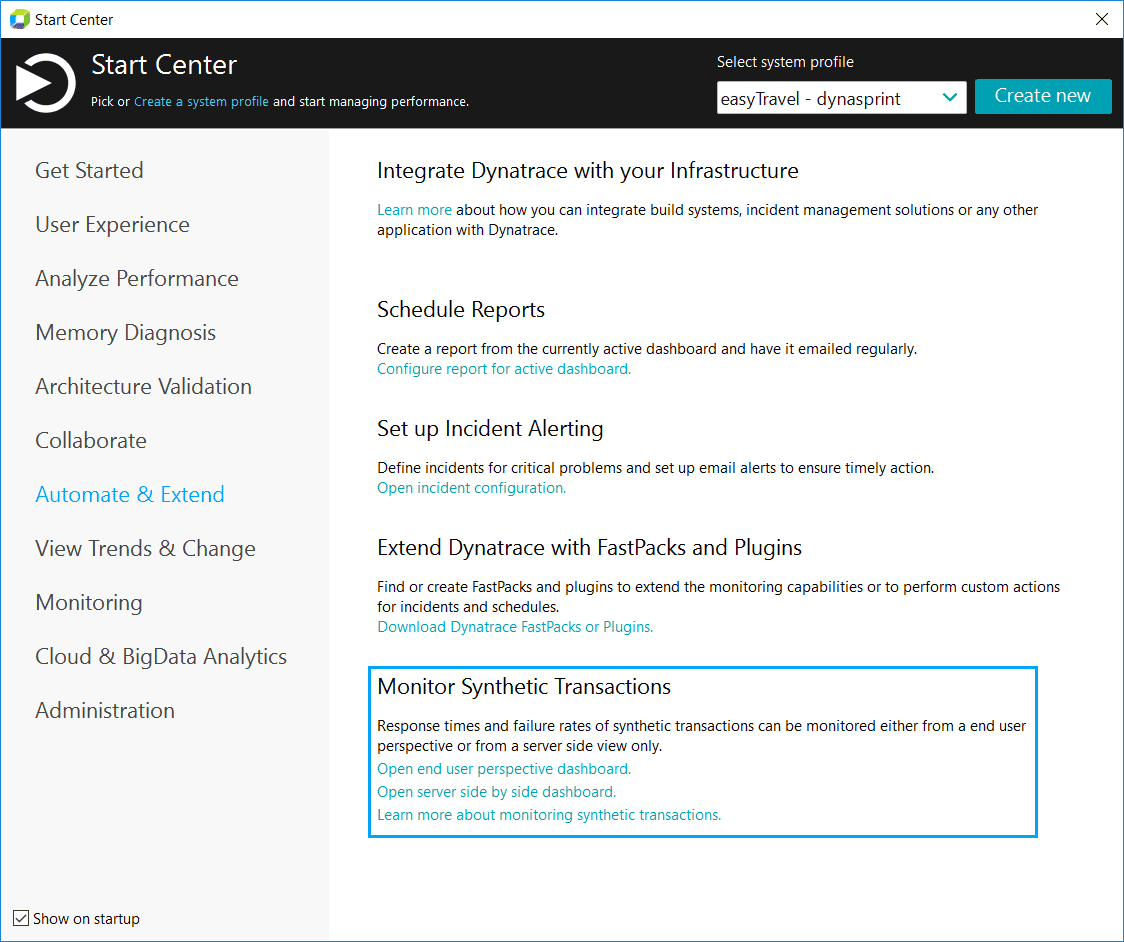 Start Center
Start Center
Pick or Create a system profile and start managing performance.
Select system profile
easyTravel - dynasprint
Create new
Get Started
User Experience
Analyze Performance
Memory Diagnosis
Architecture Validation
Collaborate
Automate & Extend
View Trends & Change
Monitoring
Cloud & BigData Analytics
Administration
Show on startup
Integrate Dynatrace with your Infrastructure
Learn more about how you can integrate build systems, incident management solutions or any other
application with Dynatrace.
Schedule Reports
Create a report from the currently active dashboard and have it emailed regularly.
Configure report for active dashboard.
Set up Incident Alerting
Define incidents for critical problems and set up email alerts to ensure timely action.
Open incident configuration.
Extend Dynatrace with FastPacks and Plugins
Find or create FastPacks and plugins to extend the monitoring capabilities or to perform custom actions
for incidents and schedules.
Download Dynatrace FastPacks or Plugins.
Monitor Synthetic Transactions
Response times and failure rates of synthetic transactions can be monitored either from a end user
perspective or from a server side view only.
Open end user perspective dashboard.
Open server side by side dashboard.
Learn more about monitoring synthetic transactions.